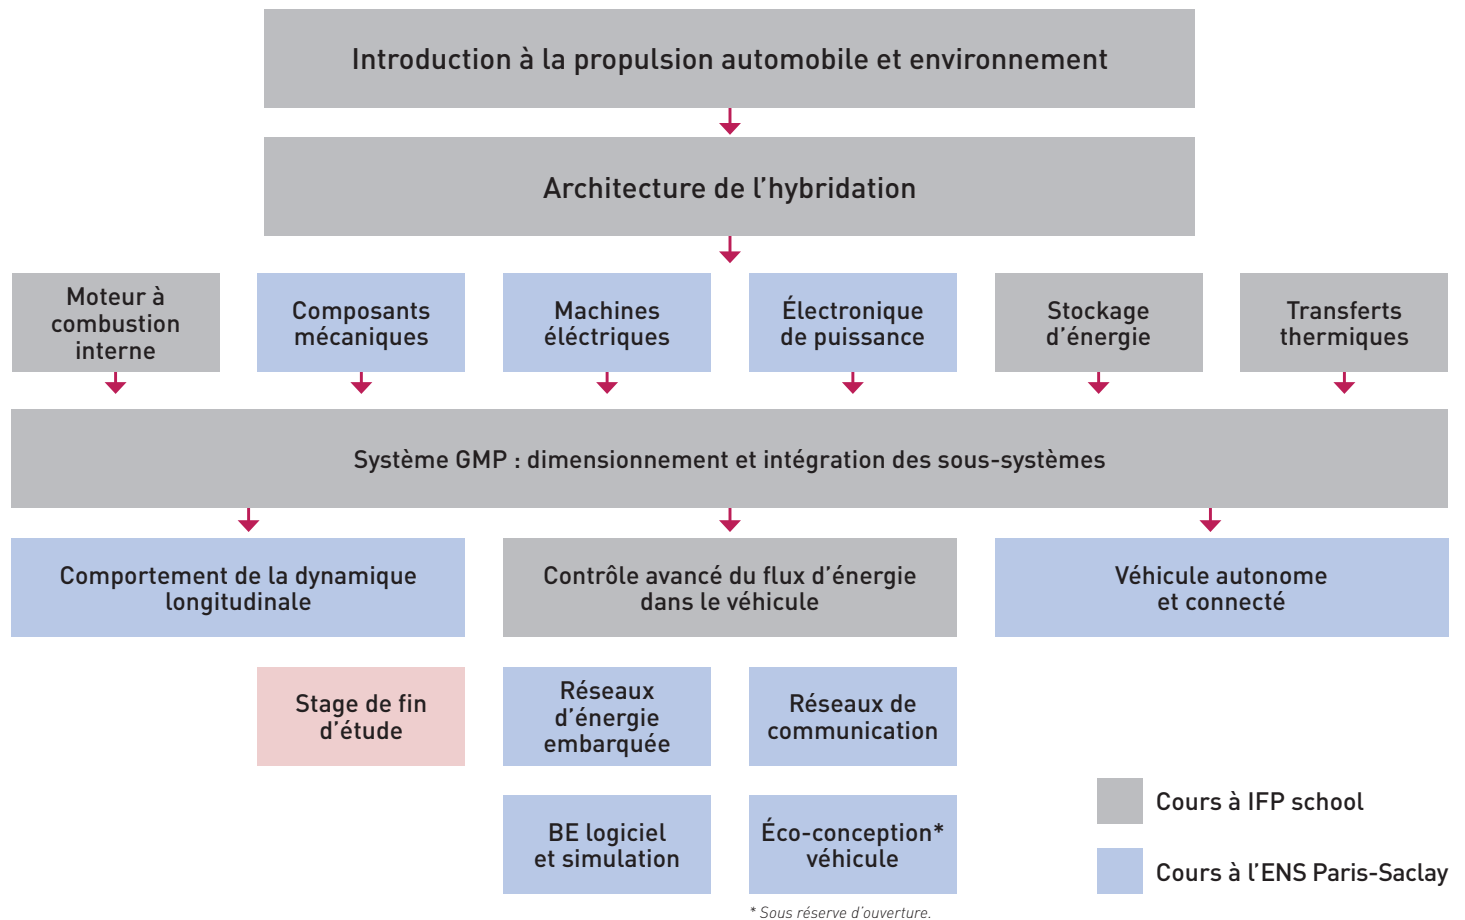 Introduction à la propulsion automobile et environnement
Architecture de l’hybridation
Moteur à
combustion
interne
Composants
mécaniques
Machines
éléctriques
Électronique
de puissance
Stockage
d’énergie
Transferts
thermiques
Système GMP : dimensionnement et intégration des sous-systèmes
Comportement de la dynamique
longitudinale
Contrôle avancé du flux d’énergie
dans le véhicule
Véhicule autonome
et connecté
Stage de fin
d’étude
Réseaux
d’énergie
embarquée
Réseaux de
communication
BE logiciel
et simulation
Éco-conception*
véhicule
Cours à IFP school
Cours à l’ENS Paris-Saclay
* Sous réserve d’ouverture.